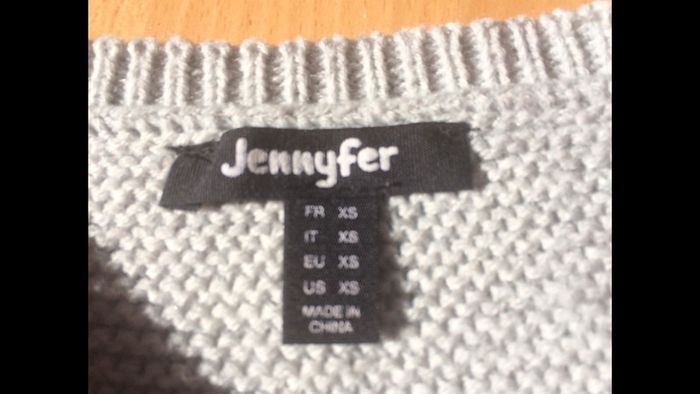 Jennyfer
FR XS
IT XS
EU XS
US XS
MADE IN
CHINA